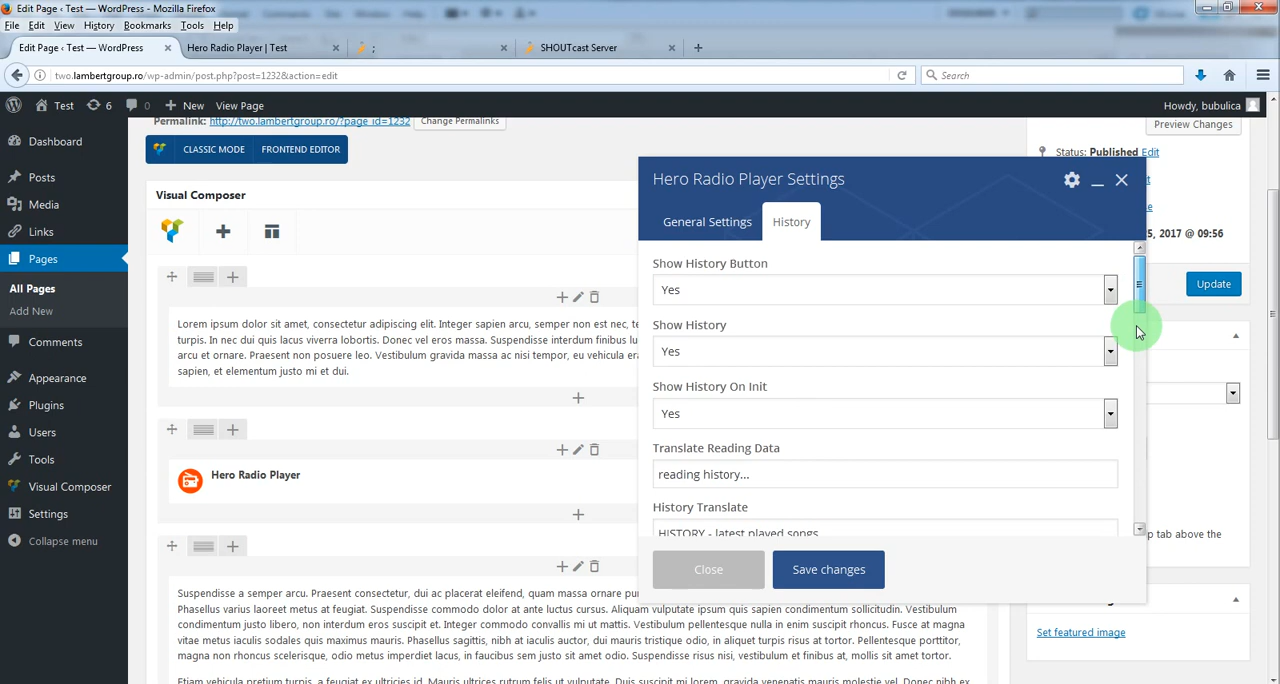 Edit Page ‹ Test — WordPress - Mozilla Firefox
File Edit View History Bookmarks Tools Help
Edit Page ‹ Test — WordPress ×
Hero Radio Player | Test ×
; ×
SHOUTcast Server ×
two.lambertgroup.ro/wp-admin/post.php?post=1232&action=edit
Search
Test 6 0 New View Page
Howdy, bubulica
Permalink: http://two.lambertgroup.ro/?page_id=1232 Change Permalinks
Preview Changes
Dashboard
Posts
Media
Links
Pages
All Pages
Add New
Comments
Appearance
Plugins
Users
Tools
Visual Composer
Settings
Collapse menu
CLASSIC MODE FRONTEND EDITOR
Visual Composer
Lorem ipsum dolor sit amet, consectetur adipiscing elit. Integer sapien arcu, semper non est nec, te
turpis. In nec dui quis lacus viverra lobortis. Donec vel eros massa. Suspendisse interdum finibus l
arcu et ornare. Praesent non posuere leo. Vestibulum gravida massa ac nisi tempor, eu vehicula era
sapien, et elementum justo mi et dui.
Hero Radio Player
Suspendisse a semper arcu. Praesent consectetur, dui ac placerat eleifend, quam massa ornare
Phasellus varius laoreet metus at feugiat. Suspendisse commodo dolor at ante luctus cursus. Aliquam vulputate ipsum quis sapien condimentum sollicitudin. Vestibulum
condimentum justo libero, non interdum eros suscipit et. Integer commodo convallis mi ut mattis. Vestibulum pellentesque nulla in enim suscipit rhoncus. Fusce at magna
vitae metus iaculis sodales quis maximus mauris. Phasellus sagittis, nibh at iaculis auctor, dui mauris tristique odio, in aliquet turpis risus at tortor. Pellentesque porttitor,
magna non rhoncus scelerisque, odio metus imperdiet lacus, in faucibus sem justo sit amet odio. Suspendisse risus nisi, vestibulum et finibus at, mollis sit amet tortor.
Etiam vehicula pretium turpis, a feugiat ex ultricies id. Mauris ultrices rutrum
Hero Radio Player Settings
General Settings History
Show History Button
Yes
Show History
Yes
Show History On Init
Yes
Translate Reading Data
reading history...
History Translate
HISTORY - latest played songs
Close Save changes
Status: Published Edit
5, 2017 @ 09:56
Update
p tab above the
Set featured image